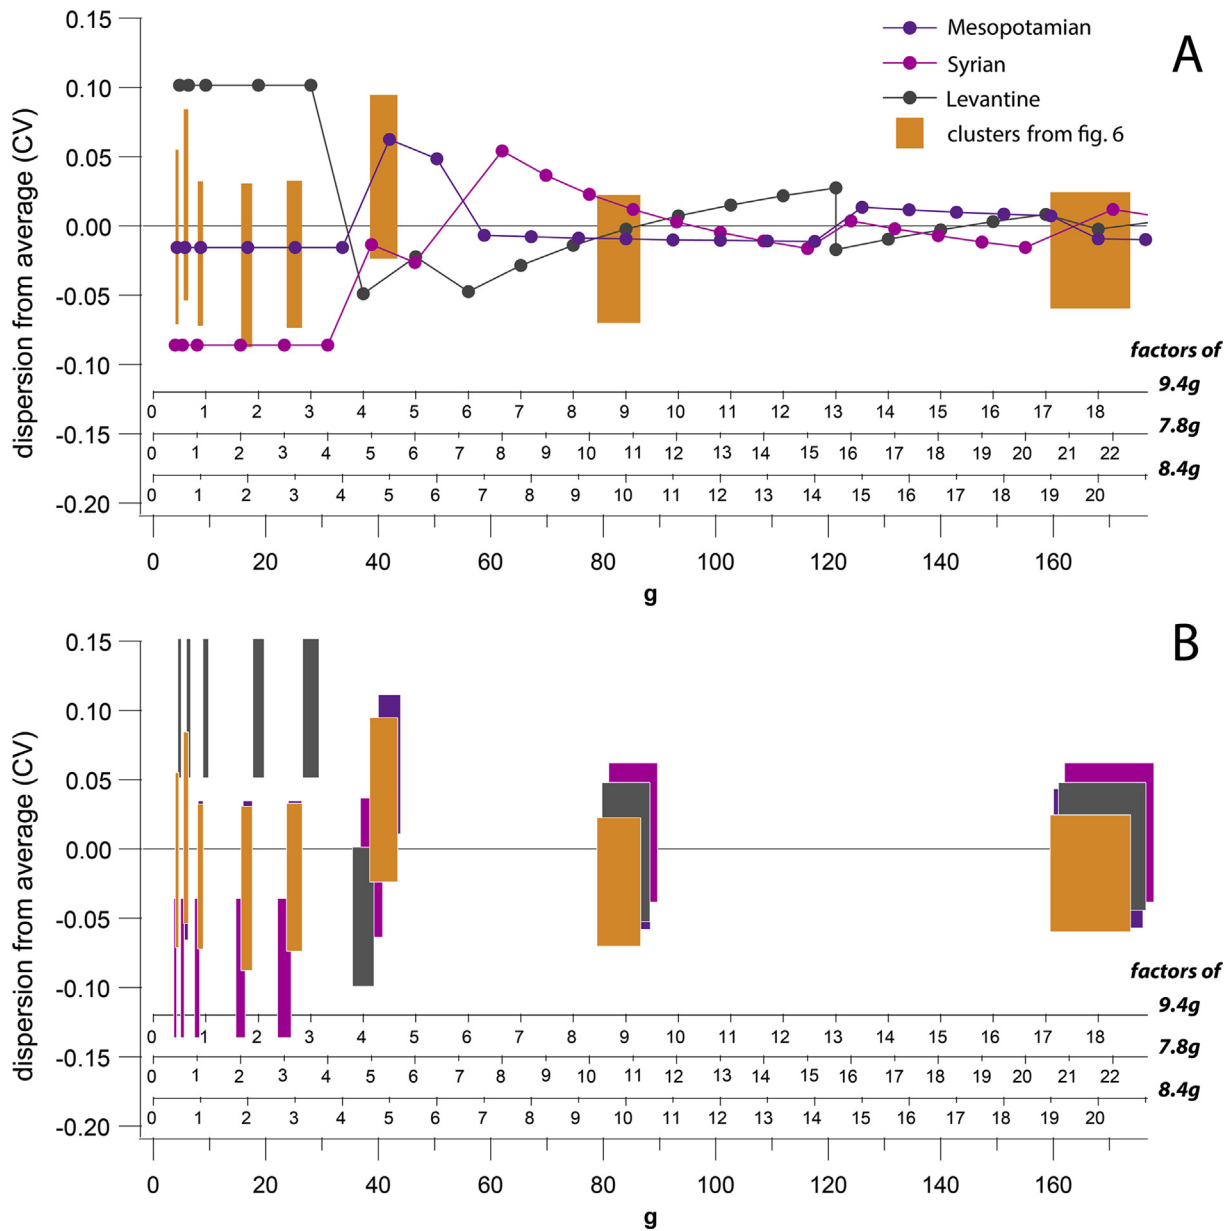 A
Mesopotamian
Syrian
Levantine
clusters from fig. 6
dispersion from average (CV)
0.15
0.10
0.05
0.00
-0.05
-0.10
-0.15
-0.20
factors of
9.4g
0 1 2 3 4 5 6 7 8 9 10 11 12 13 14 15 16 17 18
7.8g
0 1 2 3 4 5 6 7 8 9 10 11 12 13 14 15 16 17 18 19 20 21 22
8.4g
0 1 2 3 4 5 6 7 8 9 10 11 12 13 14 15 16 17 18 19 20
0 20 40 60 80 100 120 140 160
g
B
dispersion from average (CV)
0.15
0.10
0.05
0.00
-0.05
-0.10
-0.15
-0.20
factors of
9.4g
0 1 2 3 4 5 6 7 8 9 10 11 12 13 14 15 16 17 18
7.8g
0 1 2 3 4 5 6 7 8 9 10 11 12 13 14 15 16 17 18 19 20 21 22
8.4g
0 1 2 3 4 5 6 7 8 9 10 11 12 13 14 15 16 17 18 19 20
0 20 40 60 80 100 120 140 160
g